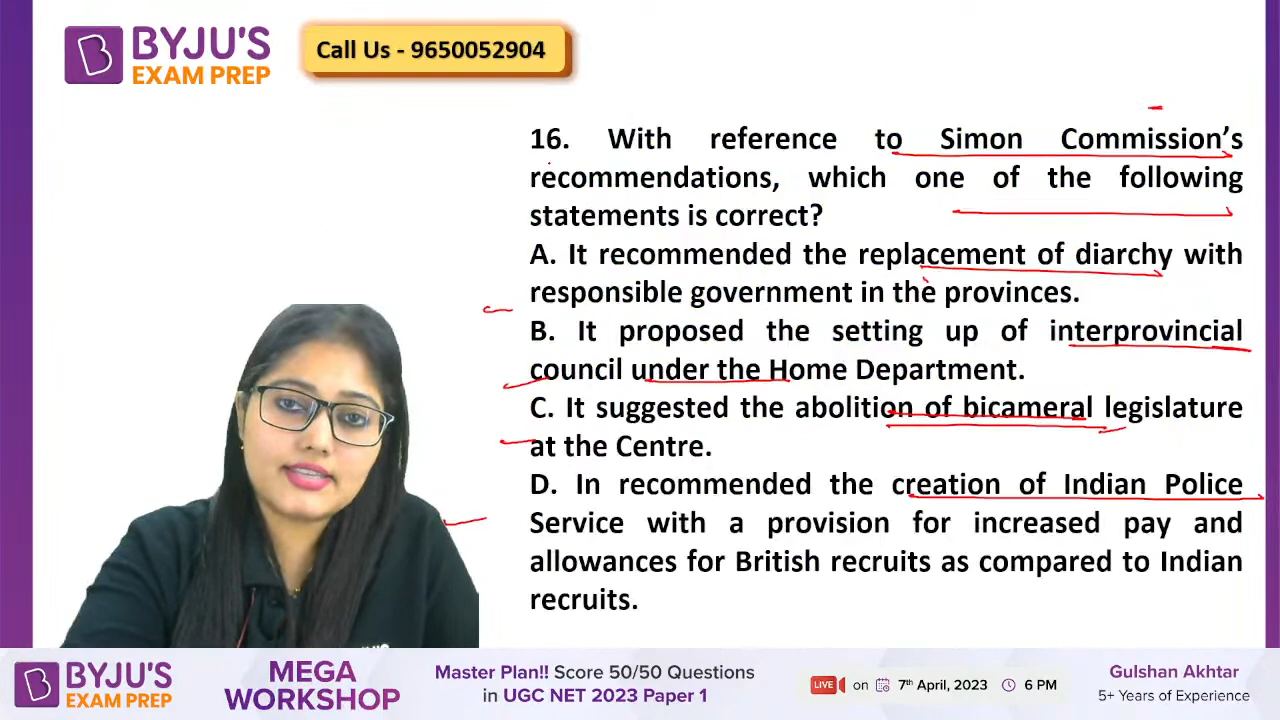 BYJU'S
EXAM PREP
Call Us - 9650052904
16. With reference to Simon Commission's
recommendations, which one of the following
statements is correct?
A. It recommended the replacement of diarchy with
responsible government in the provinces.
B. It proposed the setting up of interprovincial
council under the Home Department.
C. It suggested the abolition of bicameral legislature
at the Centre.
D. In recommended the creation of Indian Police
Service with a provision for increased pay and
allowances for British recruits as compared to Indian
recruits.
BYJU'S
EXAM PREP
MEGA
WORKSHOP
Master Plan!! Score 50/50 Questions
in UGC NET 2023 Paper 1
LIVE on 7th April, 2023 6 PM
Gulshan Akhtar
5+ Years of Experience